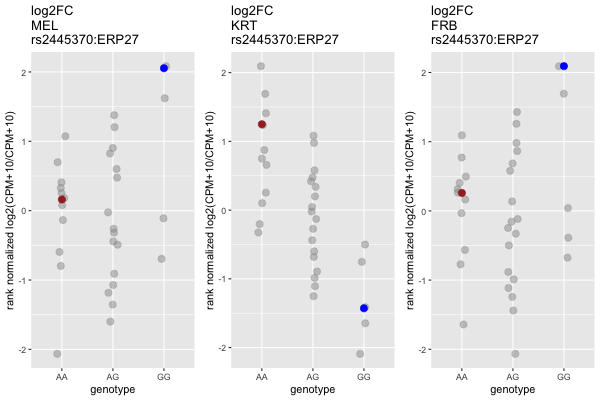 log2FC
MEL
rs2445370:ERP27
rank normalized log2(CPM+10/CPM+10)
2
1
0
-1
-2
AA
AG
GG
genotype
log2FC
KRT
rs2445370:ERP27
rank normalized log2(CPM+10/CPM+10)
2
1
0
-1
-2
AA
AG
GG
genotype
log2FC
FRB
rs2445370:ERP27
rank normalized log2(CPM+10/CPM+10)
2
1
0
-1
-2
AA
AG
GG
genotype